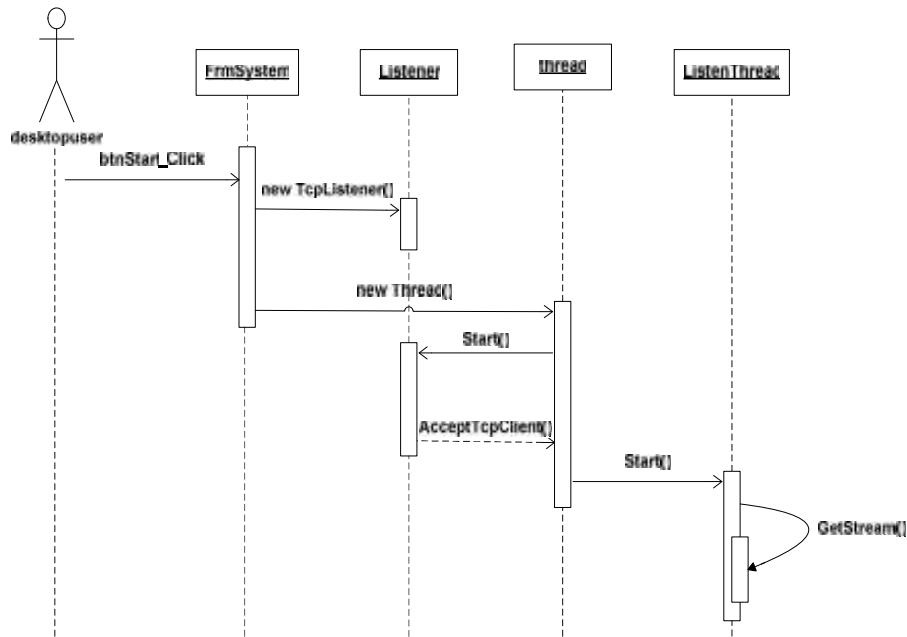 FrmSystem
Listener
thread
ListenThread
desktopuser
btnStart_Click
new TcpListener()
new Thread()
Start()
AcceptTcpClient()
Start()
GetStream()